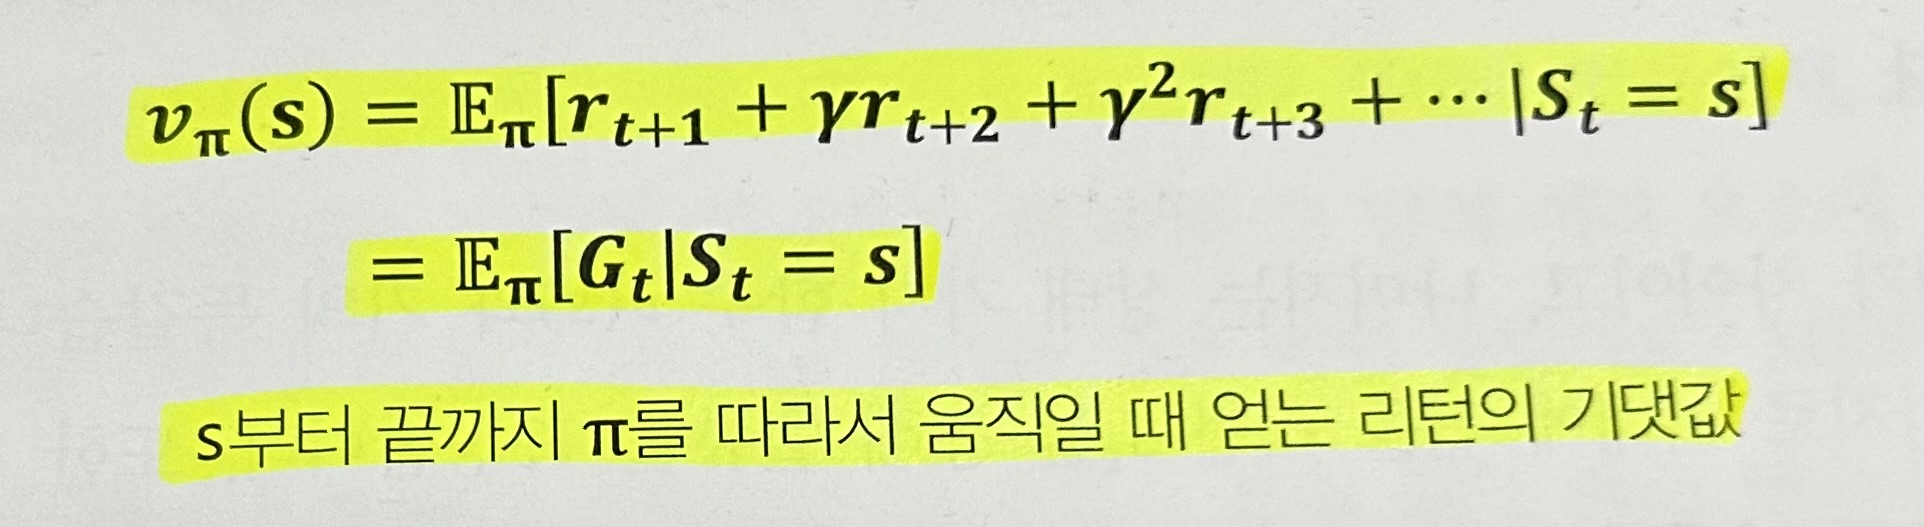 v_π(s) = 𝔼_π[r_{t+1} + γr_{t+2} + γ²r_{t+3} + ⋯ |S_t = s]
= 𝔼_π[G_t|S_t = s]
s부터 끝까지 π를 따라서 움직일 때 얻는 리턴의 기댓값